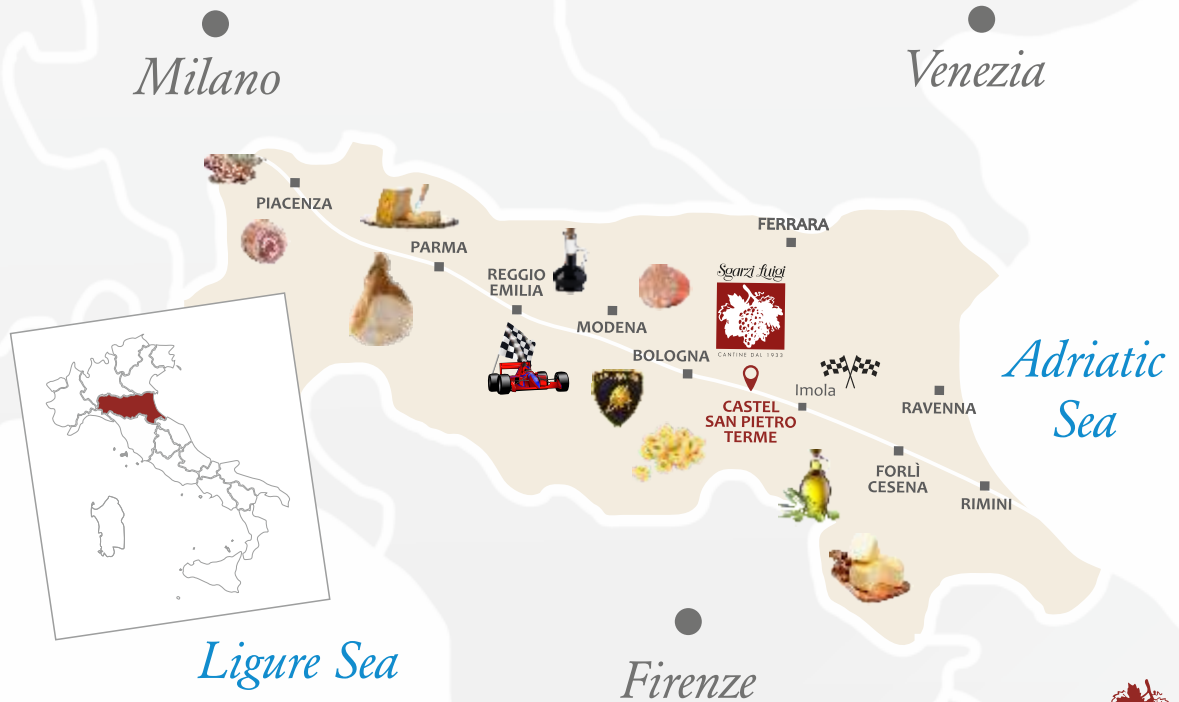 Milano
Venezia
PIACENZA
PARMA
REGGIO
EMILIA
MODENA
FERRARA
Sgarzi Luigi
CANTINE DAL 1933
BOLOGNA
CASTEL
SAN PIETRO
TERME
Imola
RAVENNA
FORLÌ
CESENA
RIMINI
Adriatic
Sea
Ligure Sea
Firenze